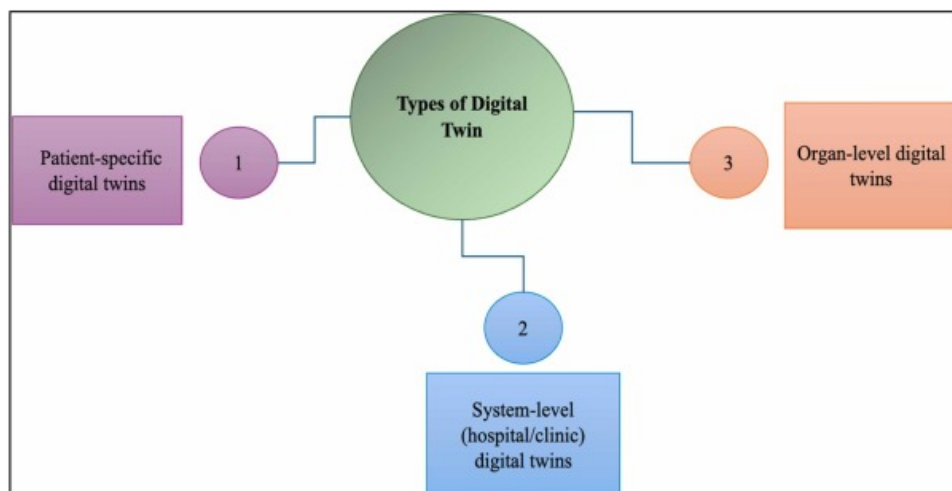 Types of Digital
Twin
Patient-specific
digital twins
1
3
Organ-level digital
twins
2
System-level
(hospital/clinic)
digital twins